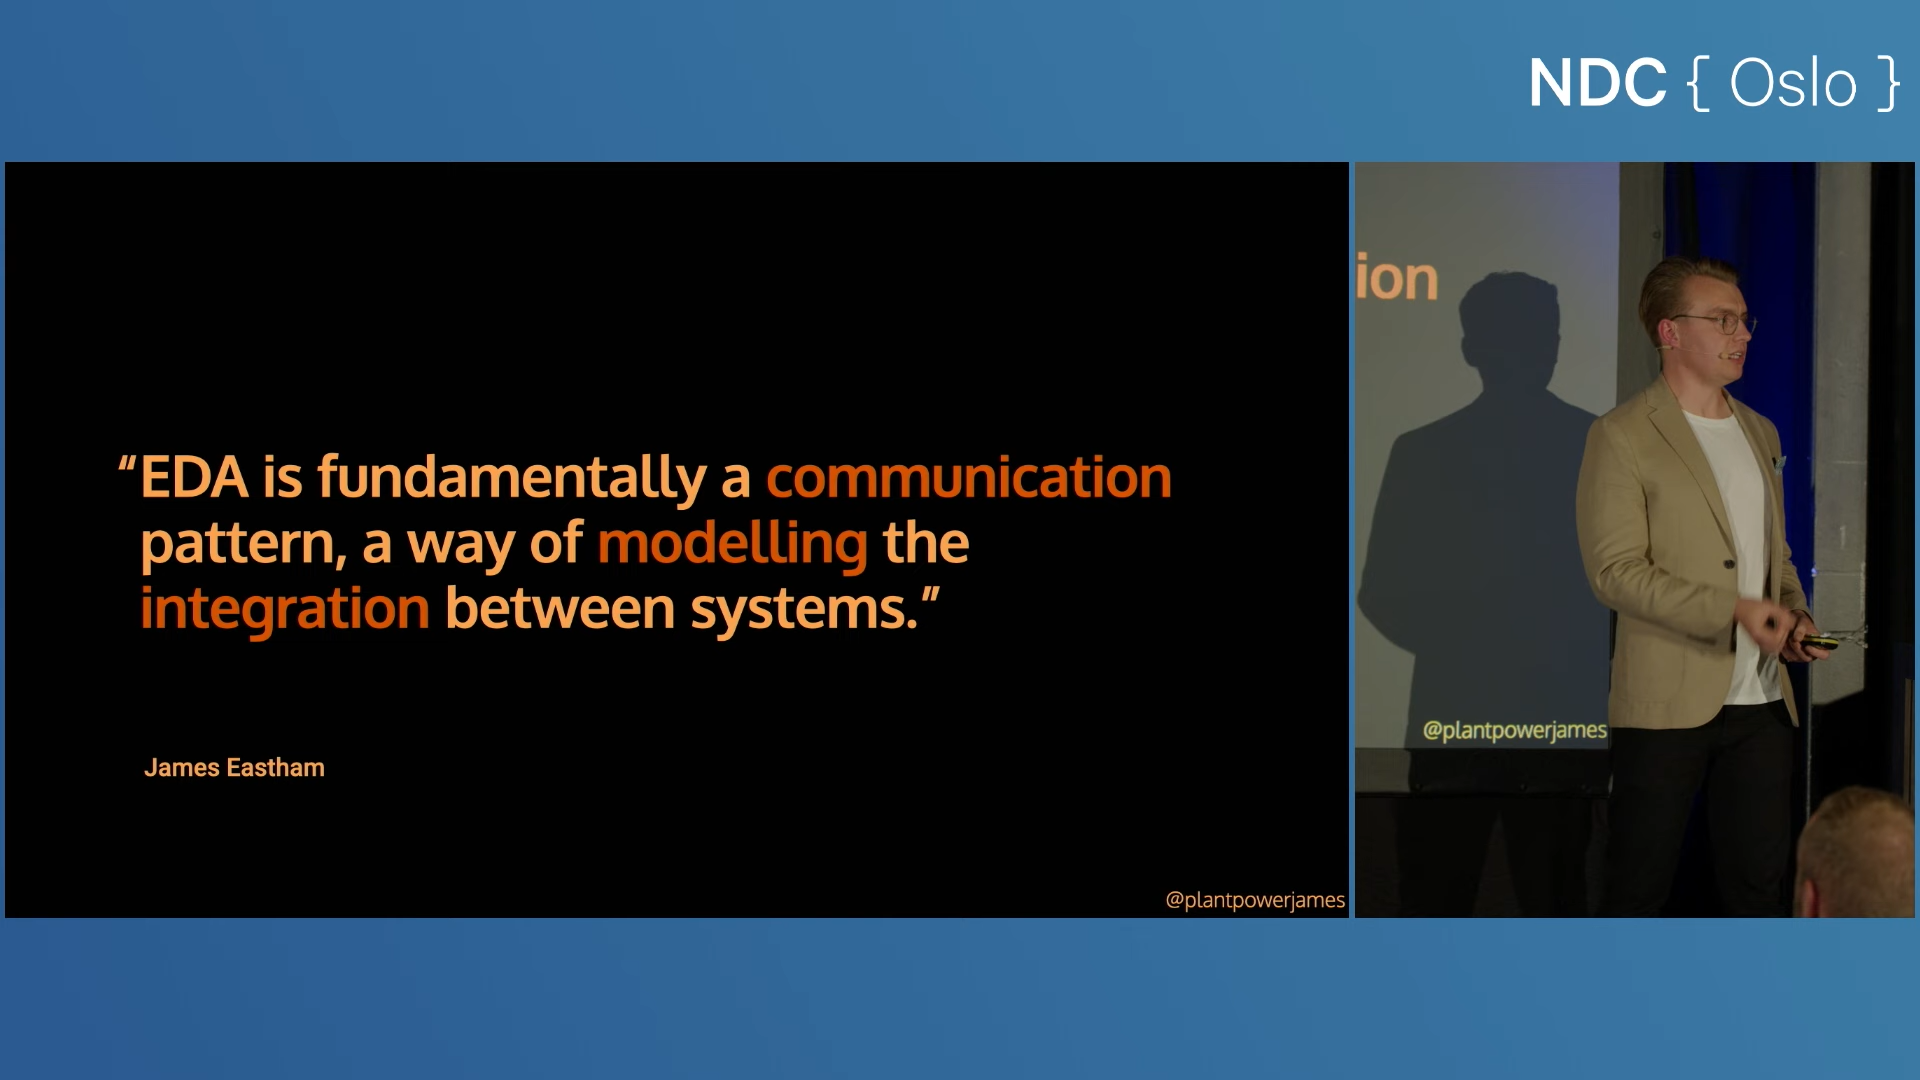 NDC { Oslo }
“EDA is fundamentally a communication
pattern, a way of modelling the
integration between systems.”
James Eastham
@plantpowerjames
ion
@plantpowerjames